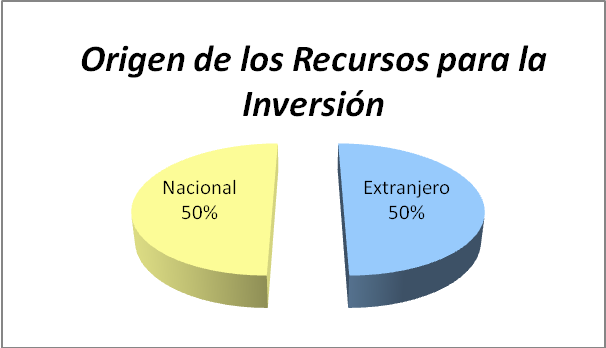 Origen de los Recursos para la
Inversión
Nacional
50%
Extranjero
50%